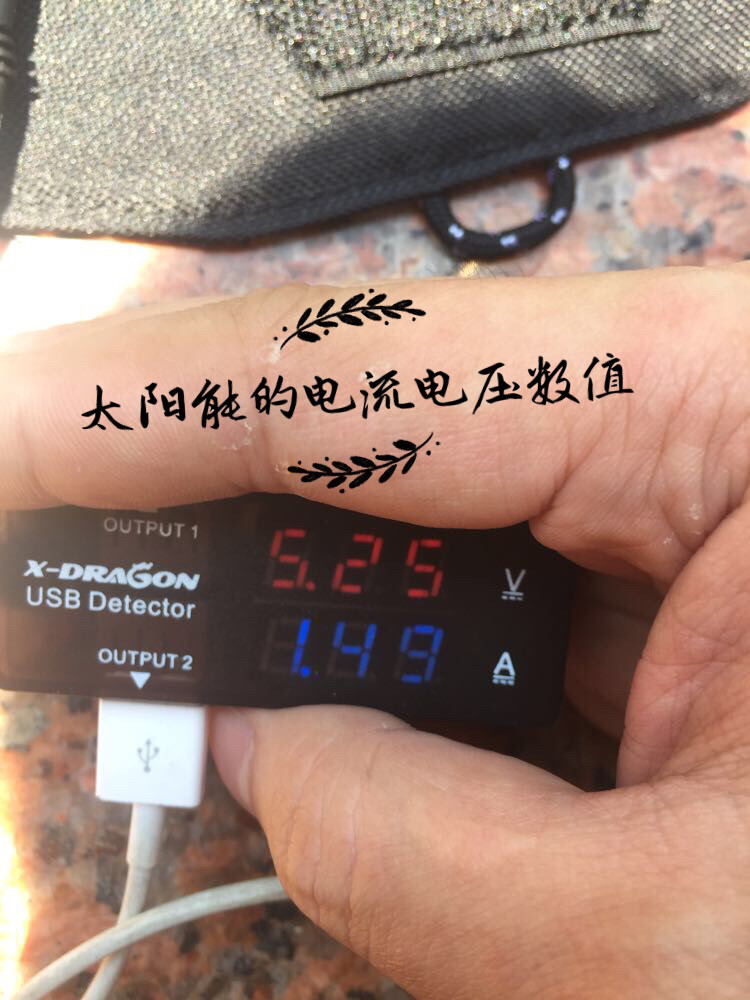 太阳能的电流电压数值
OUTPUT 1
X-DRAGON
USB Detector
OUTPUT 2
5.25 V
1.49 A